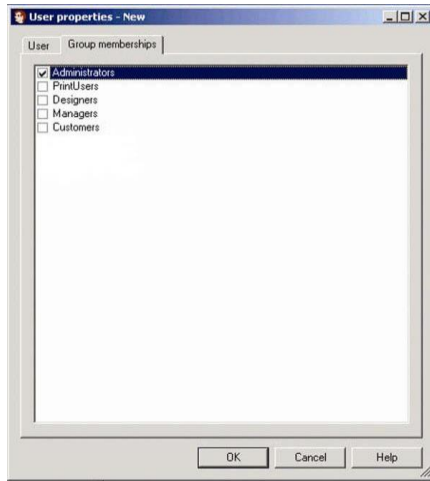 User properties - New
User Group memberships
Administrators
PrintUsers
Designers
Managers
Customers
OK Cancel Help